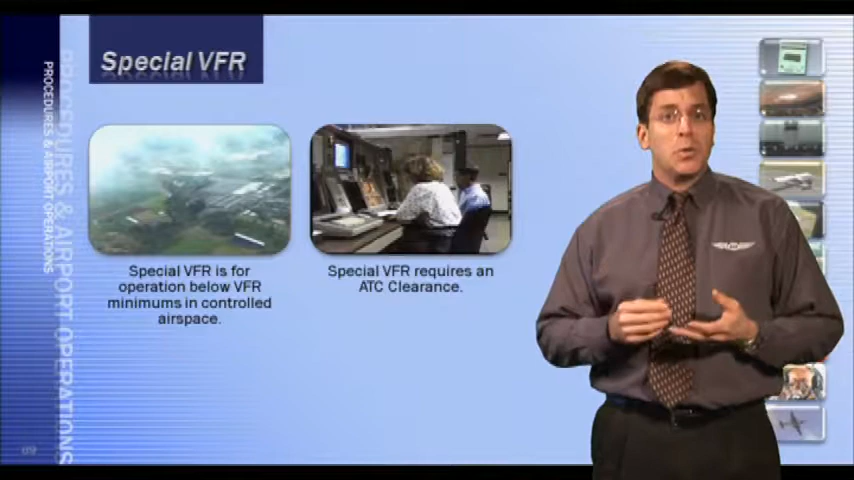 Special VFR
PROCEDURES & AIRPORT OPERATIONS
PROCEDURES & AIRPORT OPERATIONS
Special VFR is for
operation below VFR
minimums in controlled
airspace.
Special VFR requires an
ATC Clearance.